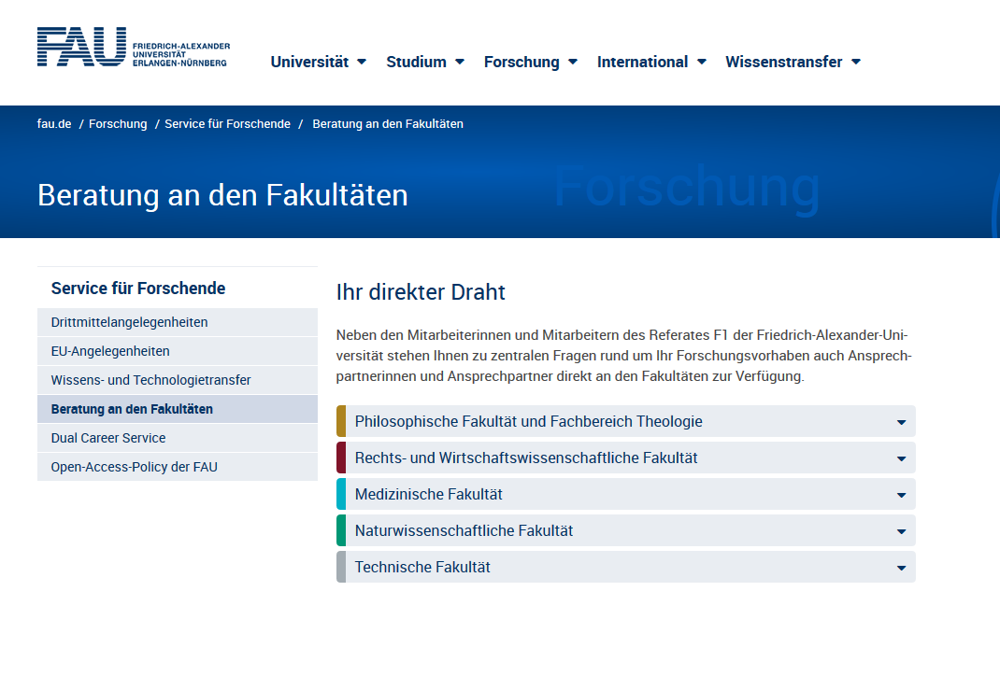 FAU FRIEDRICH-ALEXANDER
UNIVERSITÄT
ERLANGEN-NÜRNBERG
Universität Studium Forschung International Wissenstransfer
fau.de / Forschung / Service für Forschende / Beratung an den Fakultäten
Forschung
Beratung an den Fakultäten
Service für Forschende
Drittmittelangelegenheiten
EU-Angelegenheiten
Wissens- und Technologietransfer
Beratung an den Fakultäten
Dual Career Service
Open-Access-Policy der FAU
Ihr direkter Draht
Neben den Mitarbeiterinnen und Mitarbeitern des Referates F1 der Friedrich-Alexander-Uni-
versität stehen Ihnen zu zentralen Fragen rund um Ihr Forschungsvorhaben auch Ansprech-
partnerinnen und Ansprechpartner direkt an den Fakultäten zur Verfügung.
Philosophische Fakultät und Fachbereich Theologie
Rechts- und Wirtschaftswissenschaftliche Fakultät
Medizinische Fakultät
Naturwissenschaftliche Fakultät
Technische Fakultät